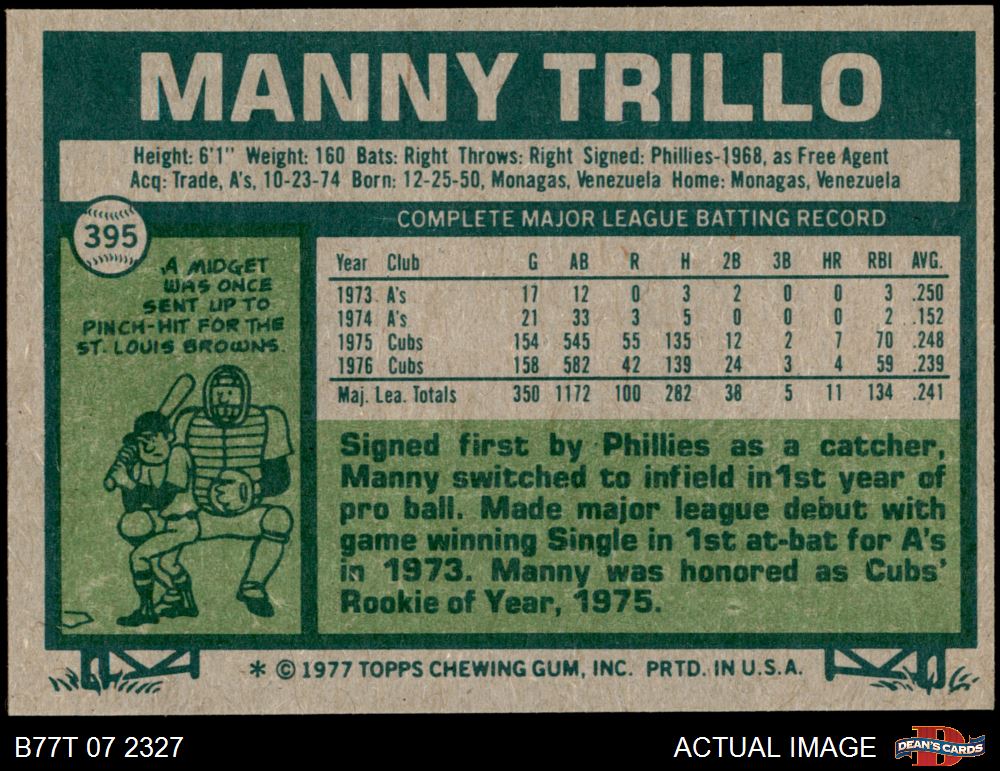 MANNY TRILLO
Height: 6'1" Weight: 160 Bats: Right Throws: Right Signed: Phillies-1968, as Free Agent
Acq: Trade, A's, 10-23-74 Born: 12-25-50, Monagas, Venezuela Home: Monagas, Venezuela
395
A MIDGET
WAS ONCE
SENT UP TO
PINCH-HIT FOR THE
ST. LOUIS BROWNS.
COMPLETE MAJOR LEAGUE BATTING RECORD
Year Club G AB R H 2B 3B HR RBI AVG.
1973 A's 17 12 0 3 2 0 0 3 .250
1974 A's 21 33 3 5 0 0 0 2 .152
1975 Cubs 154 545 55 135 12 2 7 70 .248
1976 Cubs 158 582 42 139 24 3 4 59 .239
Maj. Lea. Totals 350 1172 100 282 38 5 11 134 .241
Signed first by Phillies as a catcher,
Manny switched to infield in 1st year of
pro ball. Made major league debut with
game winning Single in 1st at-bat for A's
in 1973. Manny was honored as Cubs'
Rookie of Year, 1975.
* © 1977 TOPPS CHEWING GUM, INC. PRTD. IN U.S.A.
B77T 07 2327
ACTUAL IMAGE
D
DEAN'S CARDS